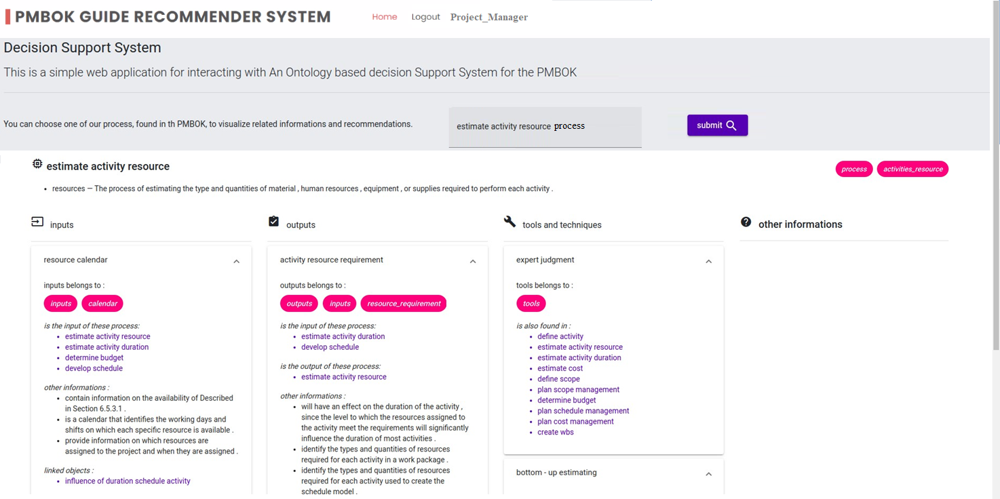 PMBOK GUIDE RECOMMENDER SYSTEM
Home Logout Project_Manager
Decision Support System
This is a simple web application for interacting with An Ontology based decision Support System for the PMBOK
You can choose one of our process, found in th PMBOK, to visualize related informations and recommendations.
estimate activity resource process
submit
estimate activity resource
process activities_resource
resources — The process of estimating the type and quantities of material , human resources , equipment , or supplies required to perform each activity .
inputs
resource calendar
inputs belongs to :
inputs calendar
is the input of these process:
estimate activity resource
estimate activity duration
determine budget
develop schedule
other informations :
contain information on the availability of Described
in Section 6.5.3.1 .
is a calendar that identifies the working days and
shifts on which each specific resource is available .
provide information on which resources are
assigned to the project and when they are assigned .
linked objects :
influence of duration schedule activity
outputs
activity resource requirement
outputs belongs to :
outputs inputs resource_requirement
is the input of these process:
estimate activity duration
develop schedule
is the output of these process:
estimate activity resource
other informations :
will have an effect on the duration of the activity ,
since the level to which the resources assigned to
the activity meet the requirements will significantly
influence the duration of most activities .
identify the types and quantities of resources
required for each activity in a work package .
identify the types and quantities of resources
required for each activity used to create the
schedule model .
tools and techniques
expert judgment
tools belongs to :
tools
is also found in :
define activity
estimate activity resource
estimate activity duration
estimate cost
define scope
plan scope management
determine budget
plan schedule management
plan cost management
create wbs
bottom - up estimating
other informations